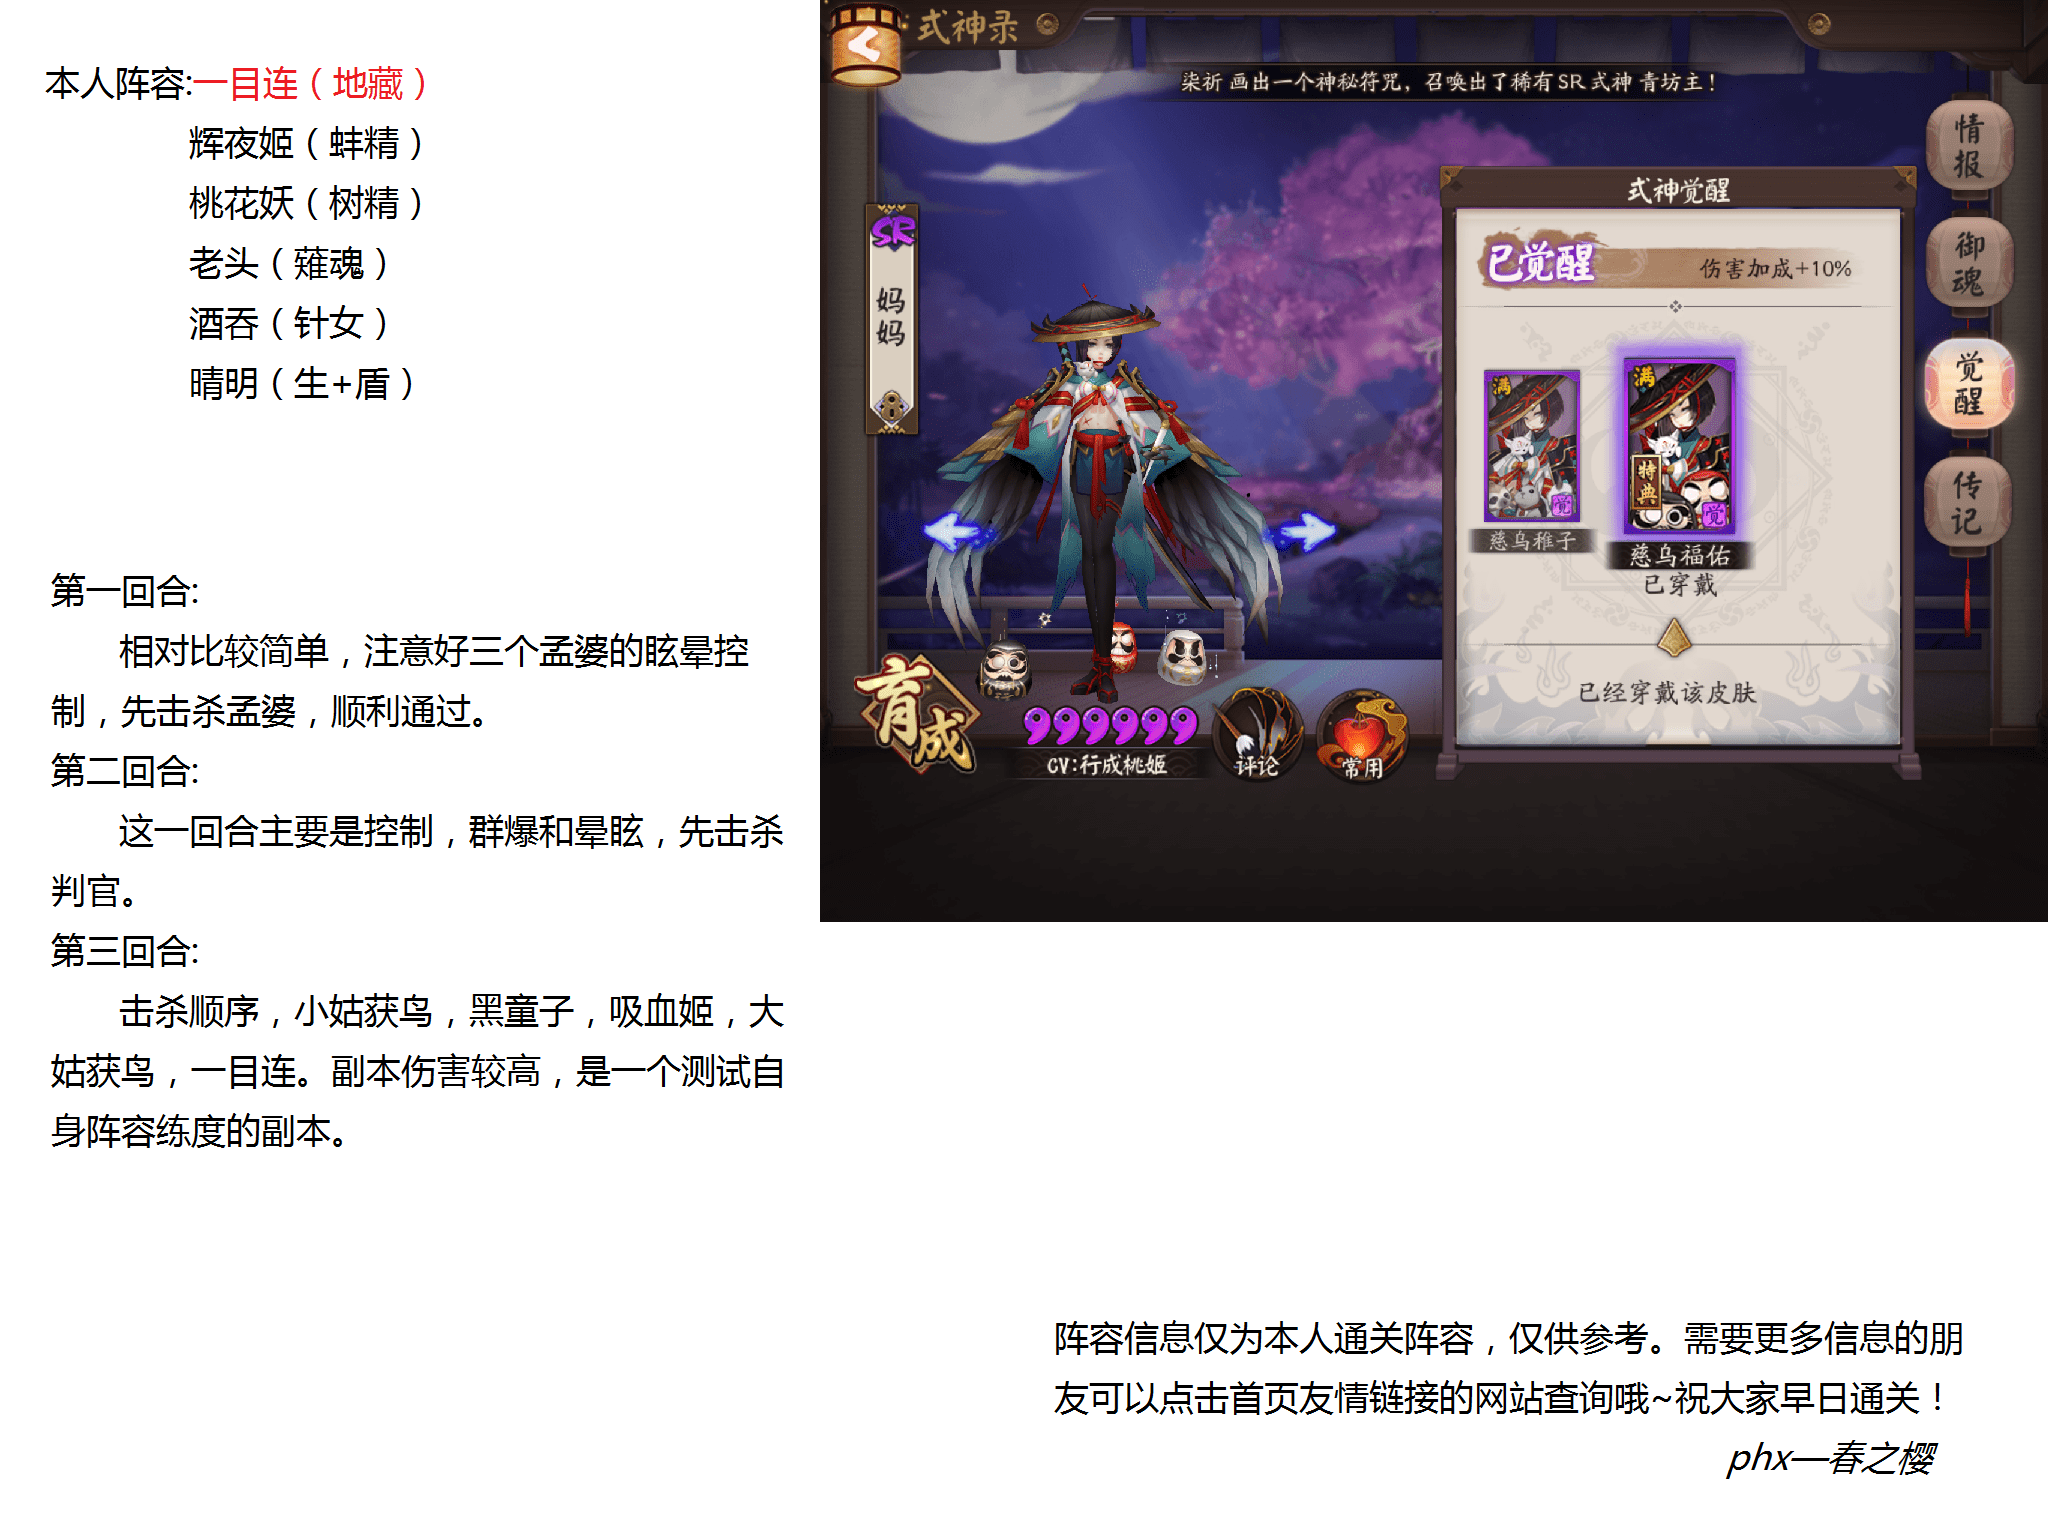 本人阵容:一目连（地藏）
辉夜姬（蚌精）
桃花妖（树精）
老头（薙魂）
酒吞（针女）
晴明（生+盾）
第一回合:
相对比较简单，注意好三个孟婆的眩晕控
制，先击杀孟婆，顺利通过。
第二回合:
这一回合主要是控制，群爆和晕眩，先击杀
判官。
第三回合:
击杀顺序，小姑获鸟，黑童子，吸血姬，大
姑获鸟，一目连。副本伤害较高，是一个测试自
身阵容练度的副本。
式神录
柒祈 画出一个神秘符咒，召唤出了稀有SR式神 青坊主！
SR
妈妈
育成
CV:行成桃姬
评论
常用
式神觉醒
已觉醒
伤害加成+10%
满
觉
慈乌稚子
满
特典
觉
慈乌福佑
已穿戴
已经穿戴该皮肤
情报
御魂
觉醒
传记
阵容信息仅为本人通关阵容，仅供参考。需要更多信息的朋
友可以点击首页友情链接的网站查询哦~祝大家早日通关！
phx—春之樱